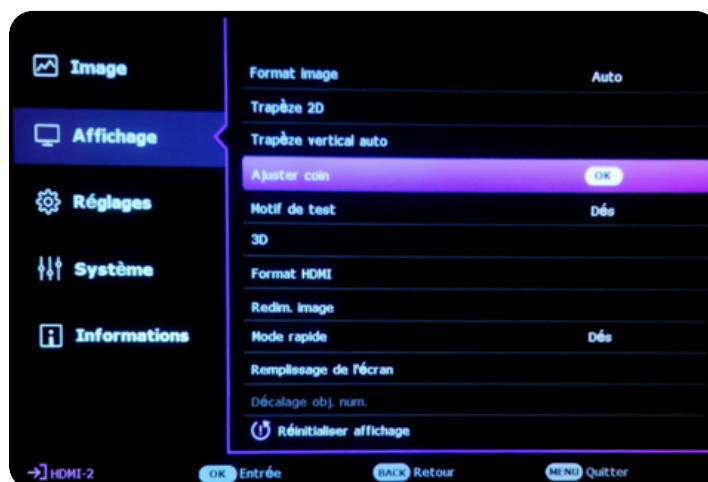 Image
Affichage
Réglages
Système
Informations
Format image Auto
Trapèze 2D
Trapèze vertical auto
Ajuster coin OK
Motif de test Dés
3D
Format HDMI
Redim. image
Mode rapide Dés
Remplissage de l'écran
Décalage obj. num.
Réinitialiser affichage
HDMI-2 OK Entrée BACK Retour MENU Quitter